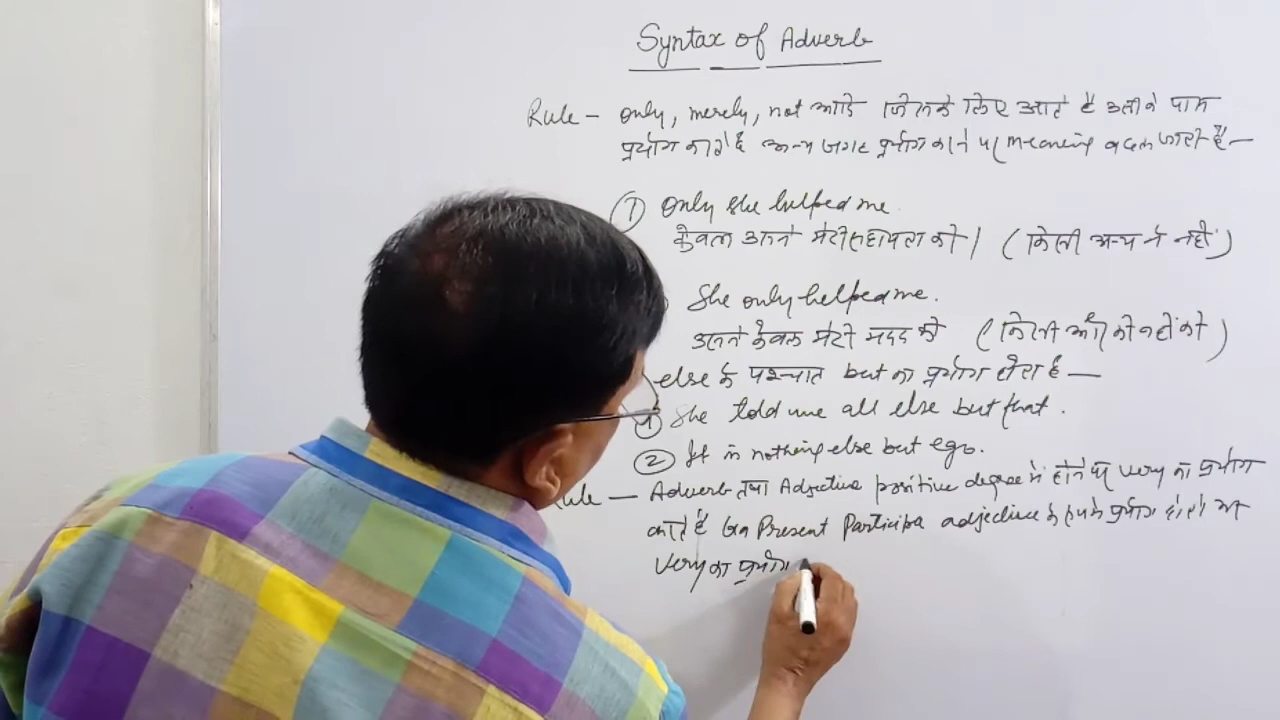 Syntax of Adverb
Rule – only, merely, not आदि जिसके लिए आते हैं उसी के पास
प्रयोग करते हैं अन्य जगह प्रयोग करने पर meaning बदल जाती है –
① Only she helped me.
केवल उसने मेरी सहायता की। (किसी अन्य ने नहीं)
She only helped me.
उसने केवल मेरी मदद की (किसी और की नहीं की)
else के पश्चात but का प्रयोग होता है –
① She told me all else but that.
② It is nothing else but ego.
Rule – Adverb तथा Adjective positive degree में होने पर very का प्रयोग
करते हैं Present Participle adjective के रूप में प्रयोग हो तो
very का प्रयोग